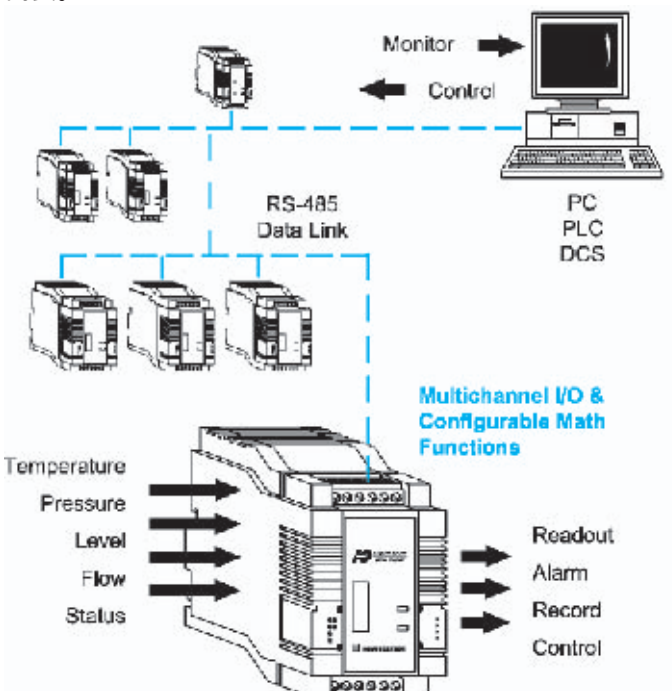 Monitor
Control
RS-485
Data Link
PC
PLC
DCS
Multichannel I/O &
Configurable Math
Functions
Temperature
Pressure
Level
Flow
Status
Readout
Alarm
Record
Control